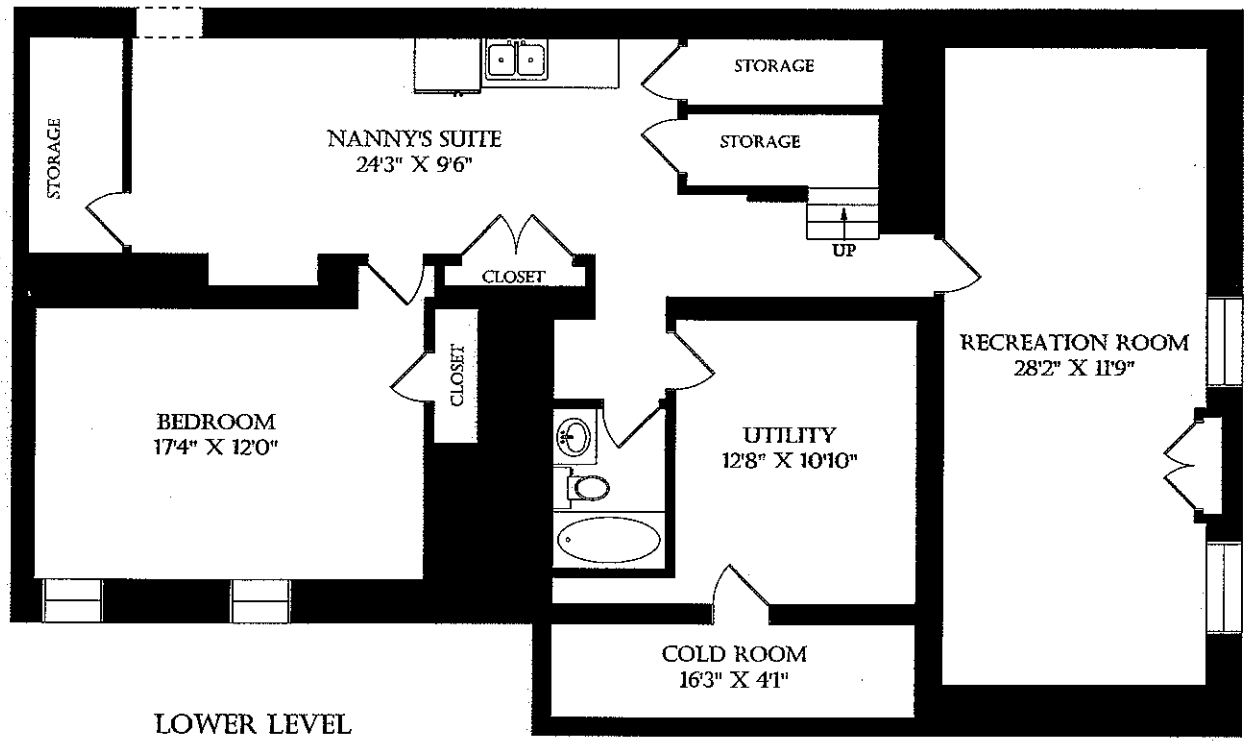 STORAGE
STORAGE
NANNY'S SUITE
24'3" X 9'6"
STORAGE
UP
CLOSET
RECREATION ROOM
28'2" X 11'9"
CLOSET
BEDROOM
17'4" X 12'0"
UTILITY
12'8" X 10'10"
COLD ROOM
16'3" X 4'1"
LOWER LEVEL